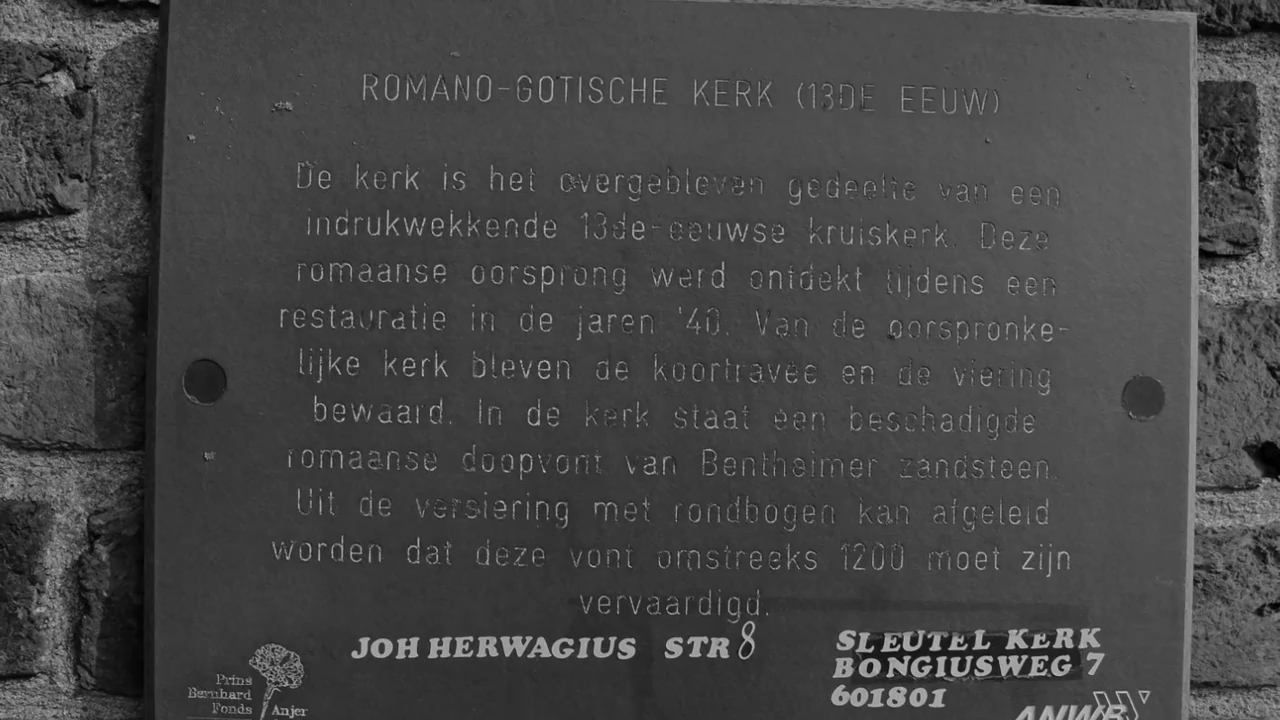 ROMANO-GOTISCHE KERK (13DE EEUW)
De kerk is het overgebleven gedeelte van een
indrukwekkende 13de-eeuwse kruiskerk. Deze
romaanse oorsprong werd ontdekt tijdens een
restauratie in de jaren '40. Van de oorspronke-
lijke kerk bleven de koortravee en de viering
bewaard. In de kerk staat een beschadigde
romaanse doopvont van Bentheimer zandsteen.
Uit de versiering met rondbogen kan afgeleid
worden dat deze vont omstreeks 1200 moet zijn
vervaardigd.
JOH HERWAGIUS STR 8
SLEUTEL KERK
BONGIUSWEG 7
601801
Prins
Bernhard
Fonds Anjer
ANWB